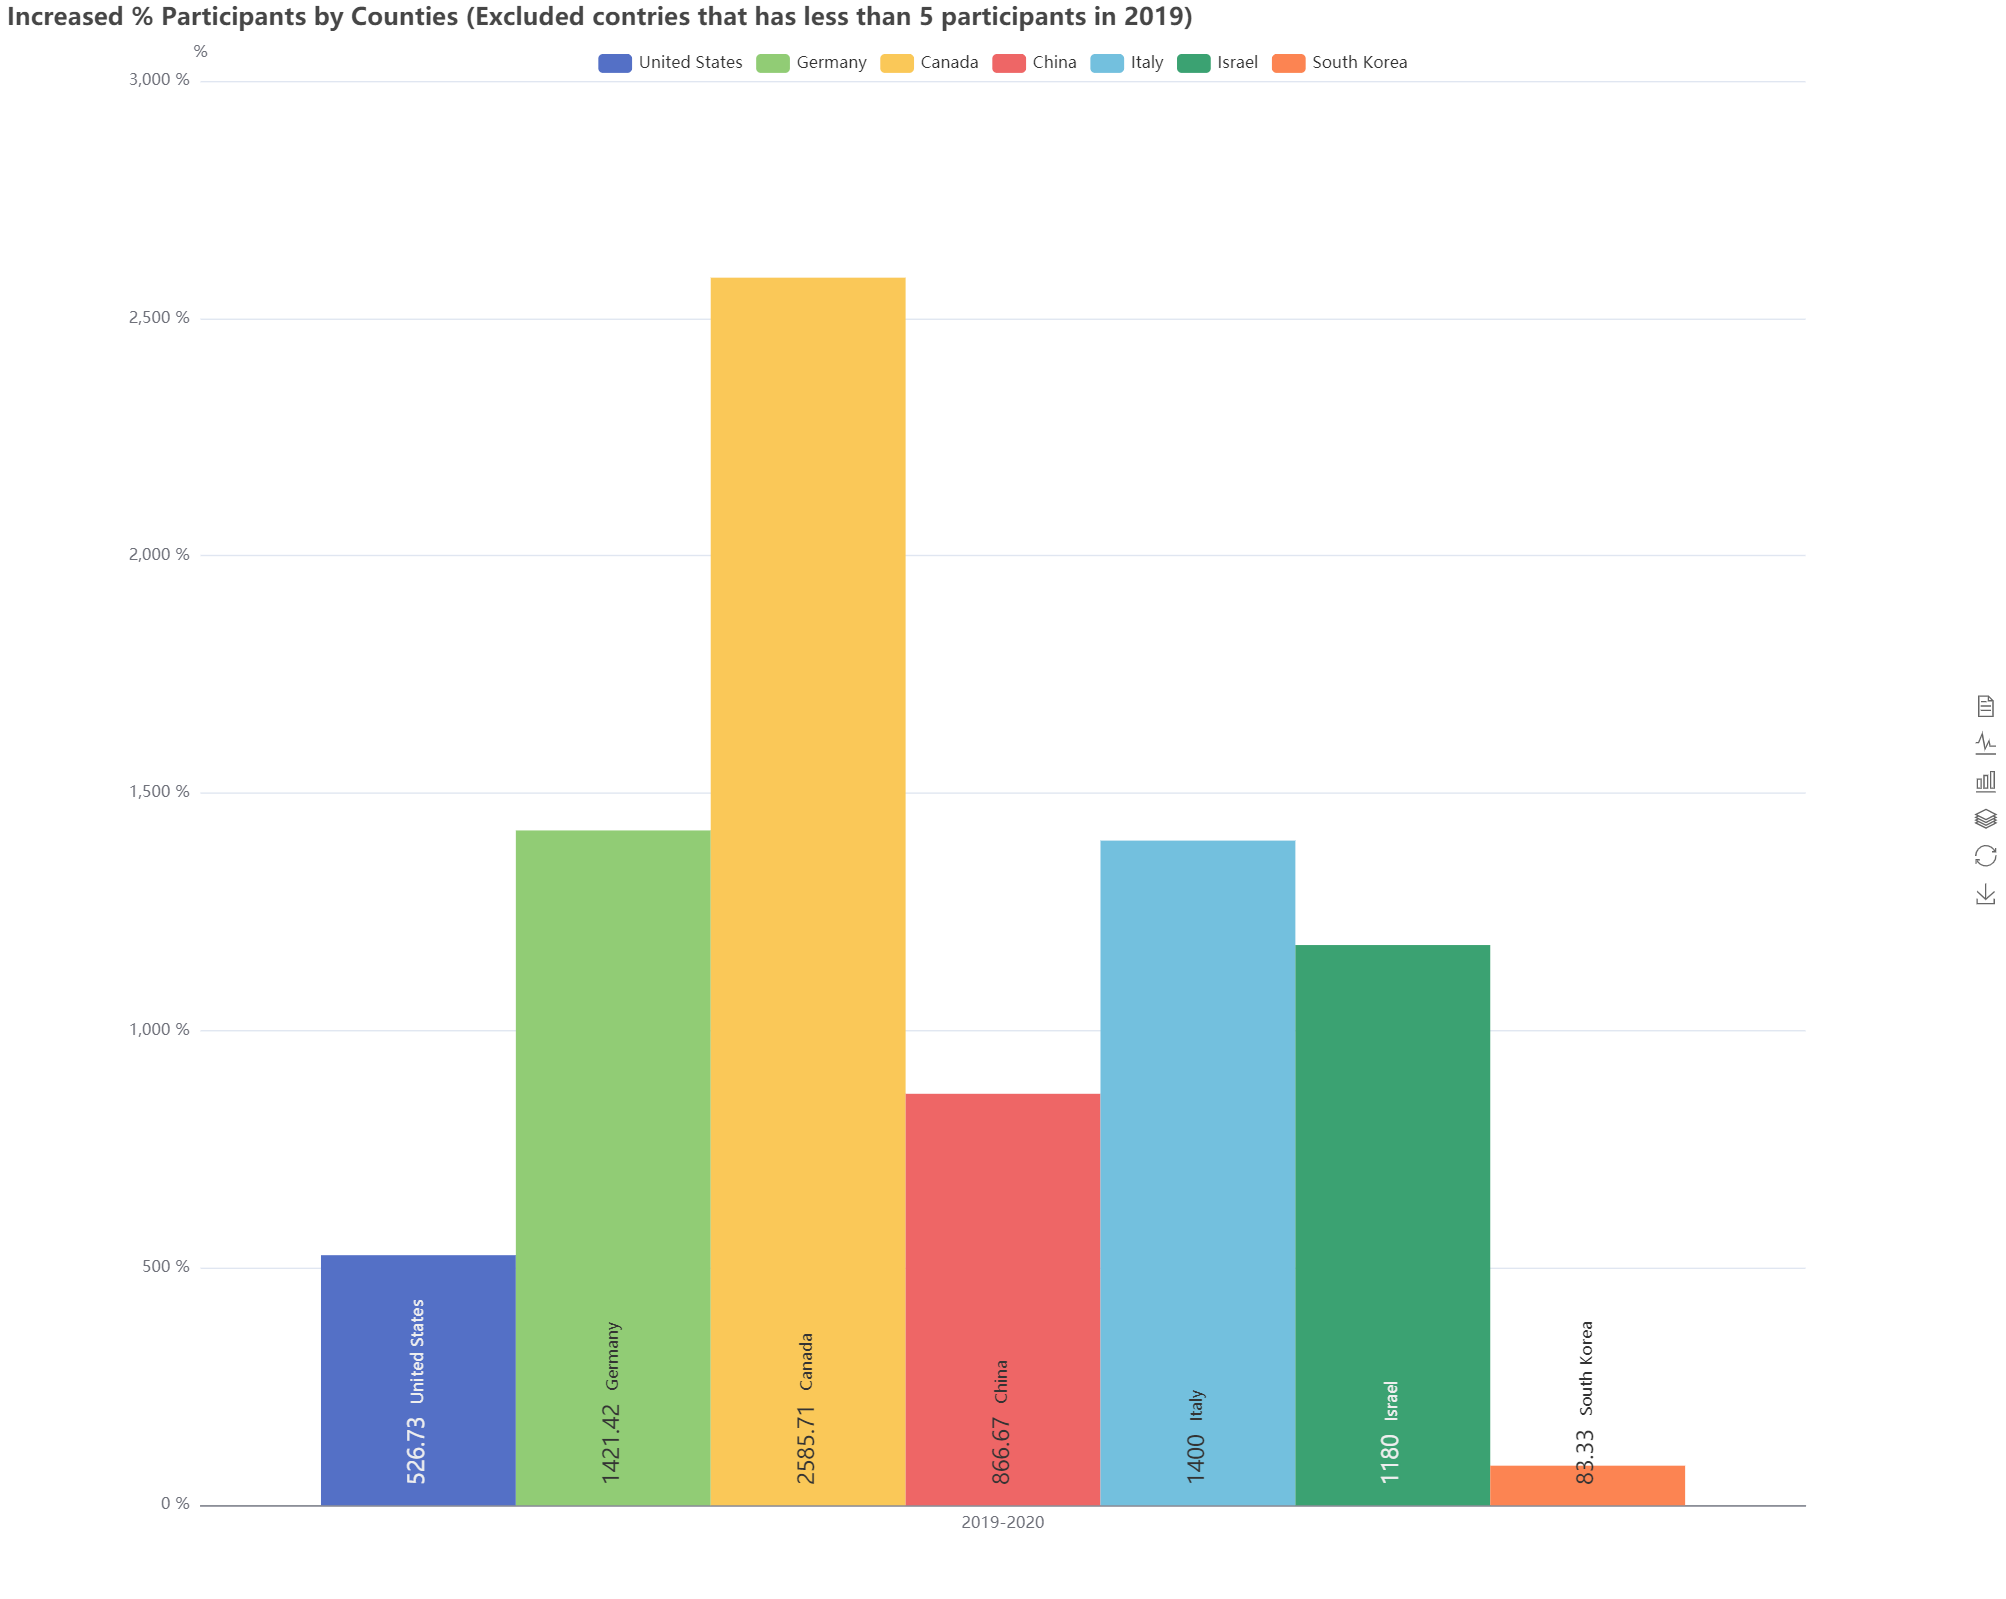 Increased % Participants by Counties (Excluded contries that has less than 5 participants in 2019)
%
United States Germany Canada China Italy Israel South Korea
3,000 %
2,500 %
2,000 %
1,500 %
1,000 %
500 %
0 %
526.73 United States
1421.42 Germany
2585.71 Canada
866.67 China
1400 Italy
1180 Israel
83.33 South Korea
2019-2020